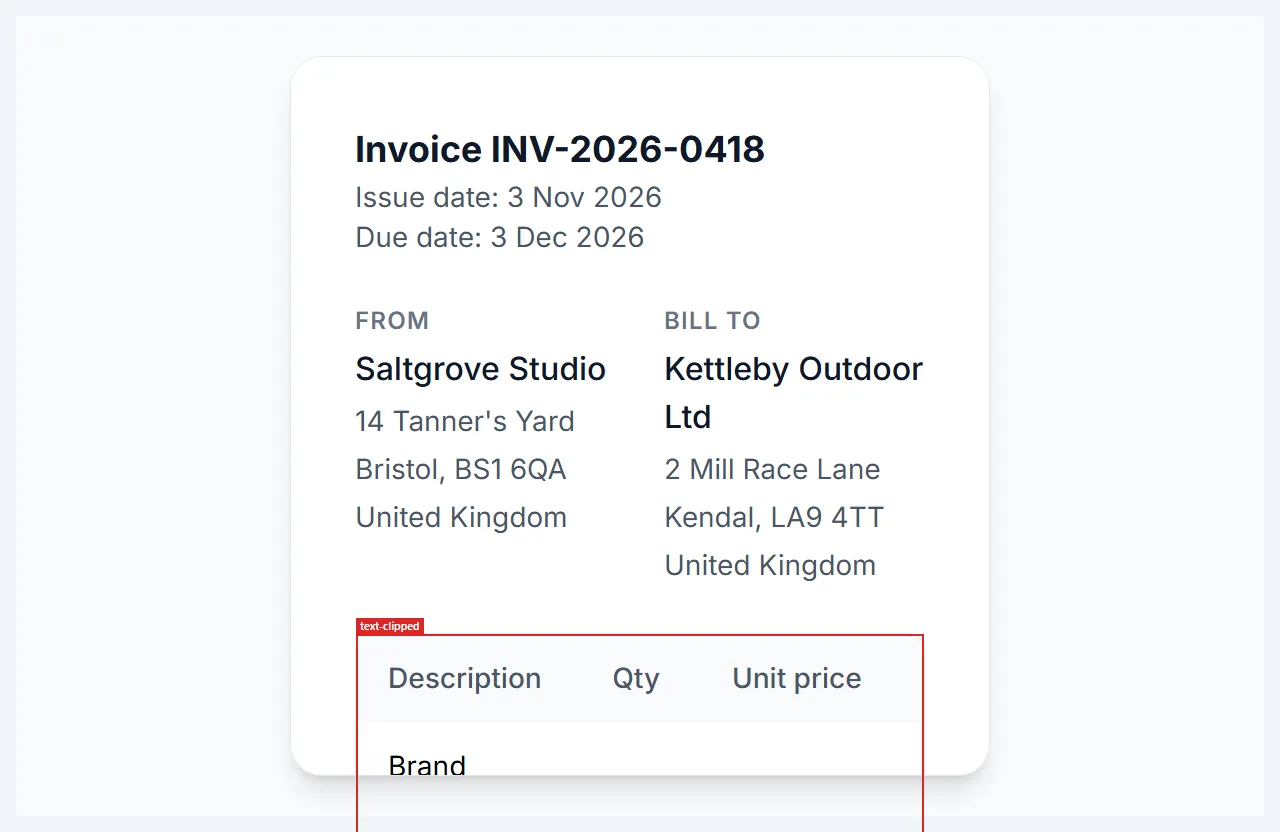 Invoice INV-2026-0418
Issue date: 3 Nov 2026
Due date: 3 Dec 2026
FROM
Saltgrove Studio
14 Tanner's Yard
Bristol, BS1 6QA
United Kingdom
BILL TO
Kettleby Outdoor
Ltd
2 Mill Race Lane
Kendal, LA9 4TT
United Kingdom
text-clipped
Description Qty Unit price
Brand